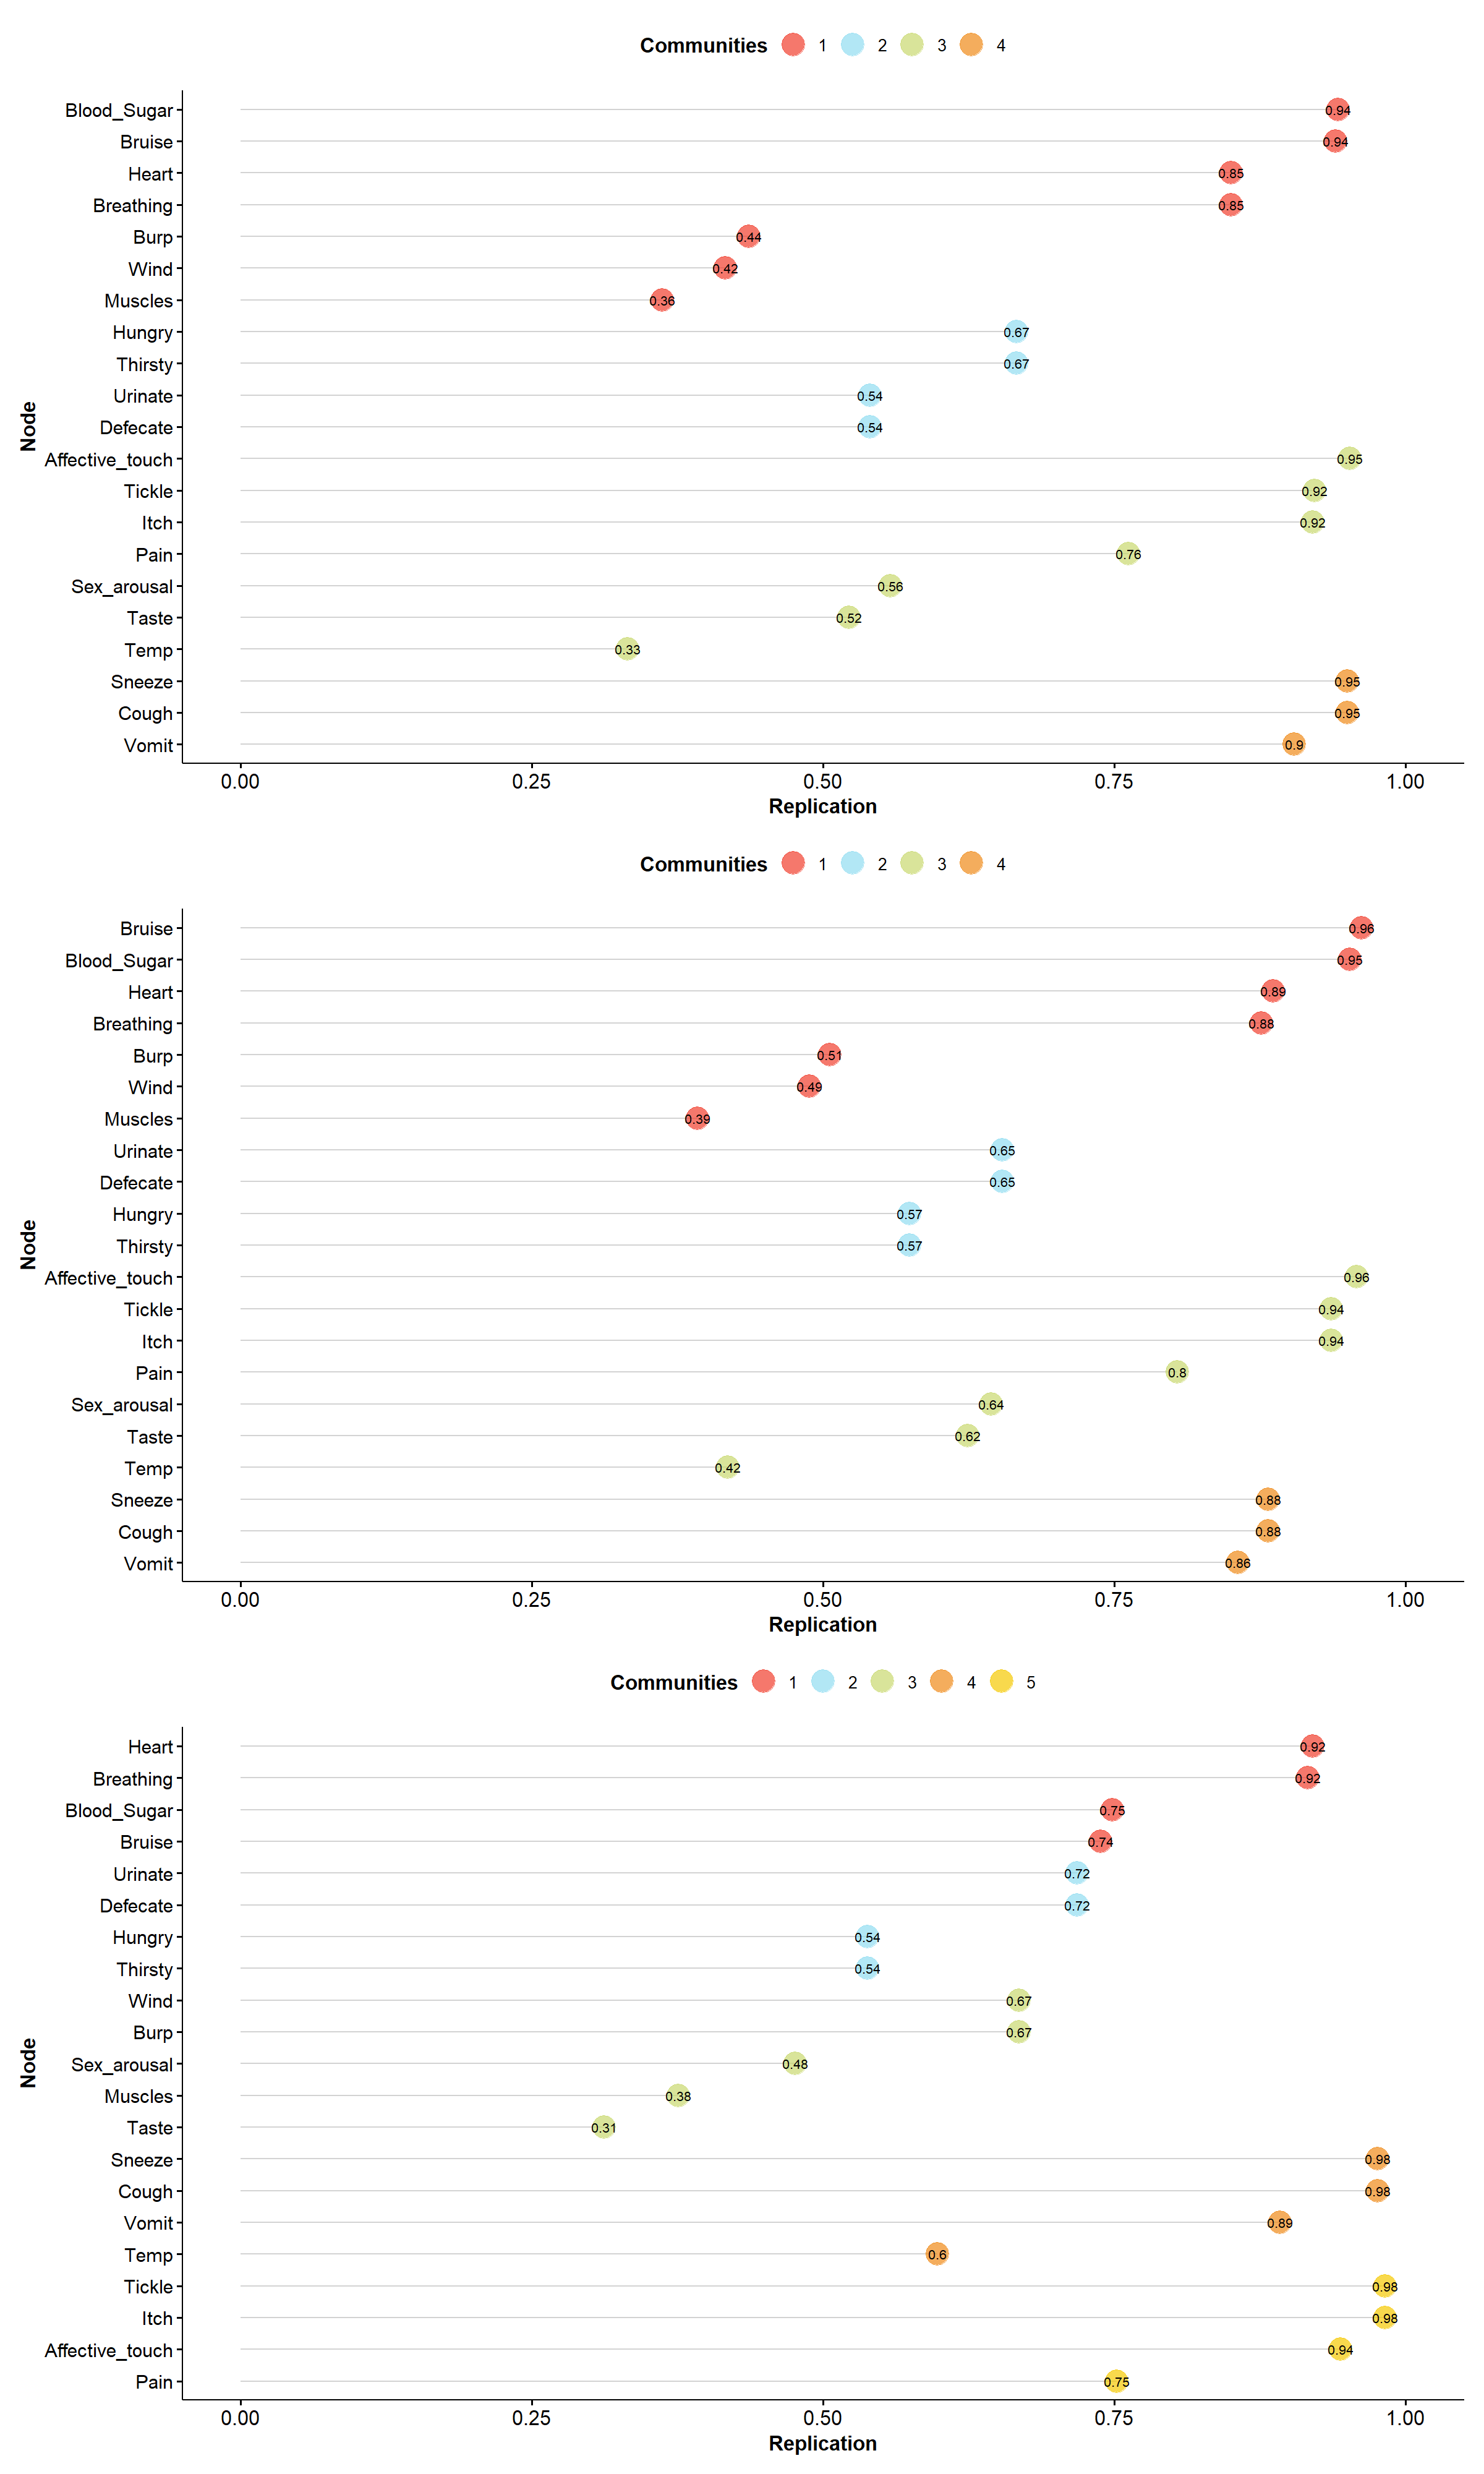 Communities 1 2 3 4
Blood_Sugar 0.94
Bruise 0.94
Heart 0.85
Breathing 0.85
Burp 0.44
Wind 0.42
Muscles 0.36
Hungry 0.67
Thirsty 0.67
Urinate 0.54
Defecate 0.54
Node
Affective_touch 0.95
Tickle 0.92
Itch 0.92
Pain 0.76
Sex_arousal 0.56
Taste 0.52
Temp 0.33
Sneeze 0.95
Cough 0.95
Vomit 0.9
0.00 0.25 0.50 0.75 1.00
Replication
Communities 1 2 3 4
Bruise 0.96
Blood_Sugar 0.95
Heart 0.89
Breathing 0.88
Burp 0.51
Wind 0.49
Muscles 0.39
Urinate 0.65
Defecate 0.65
Hungry 0.57
Thirsty 0.57
Node
Affective_touch 0.96
Tickle 0.94
Itch 0.94
Pain 0.8
Sex_arousal 0.64
Taste 0.62
Temp 0.42
Sneeze 0.88
Cough 0.88
Vomit 0.86
0.00 0.25 0.50 0.75 1.00
Replication
Communities 1 2 3 4 5
Heart 0.92
Breathing 0.92
Blood_Sugar 0.75
Bruise 0.74
Urinate 0.72
Defecate 0.72
Hungry 0.54
Thirsty 0.54
Wind 0.67
Burp 0.67
Node
Sex_arousal 0.48
Muscles 0.38
Taste 0.31
Sneeze 0.98
Cough 0.98
Vomit 0.89
Temp 0.6
Tickle 0.98
Itch 0.98
Affective_touch 0.94
Pain 0.75
0.00 0.25 0.50 0.75 1.00
Replication